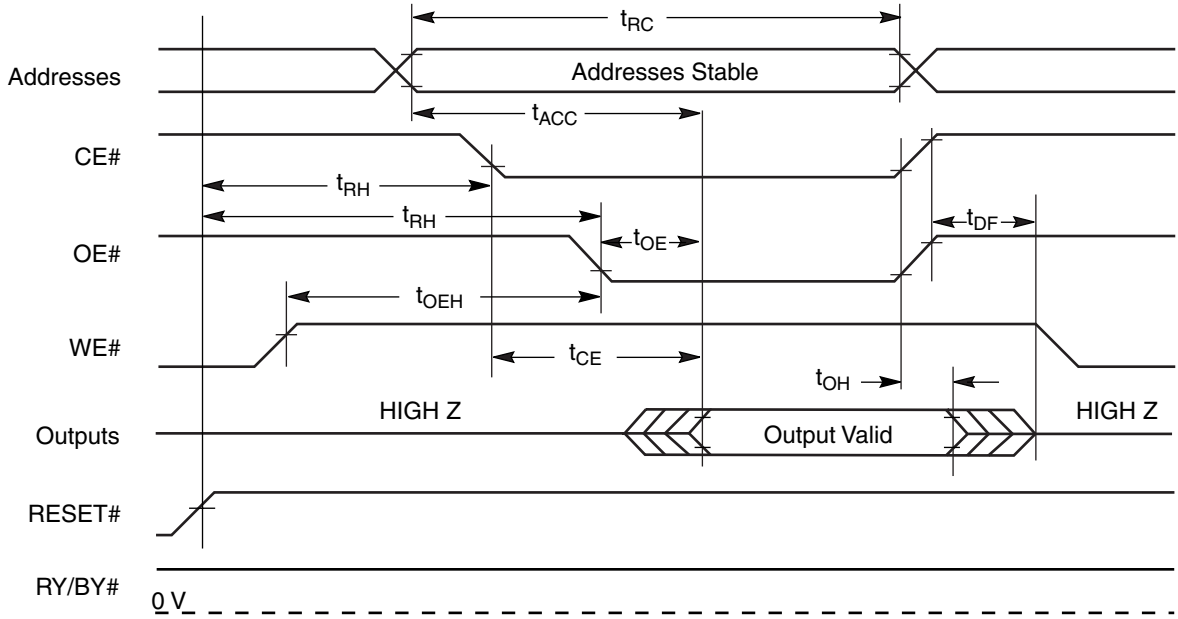 tRC
Addresses
Addresses Stable
tACC
CE#
tRH
tRH
tDF
OE#
tOE
tOEH
WE#
tCE
tOH
HIGH Z
HIGH Z
Outputs
Output Valid
RESET#
RY/BY#
0 V